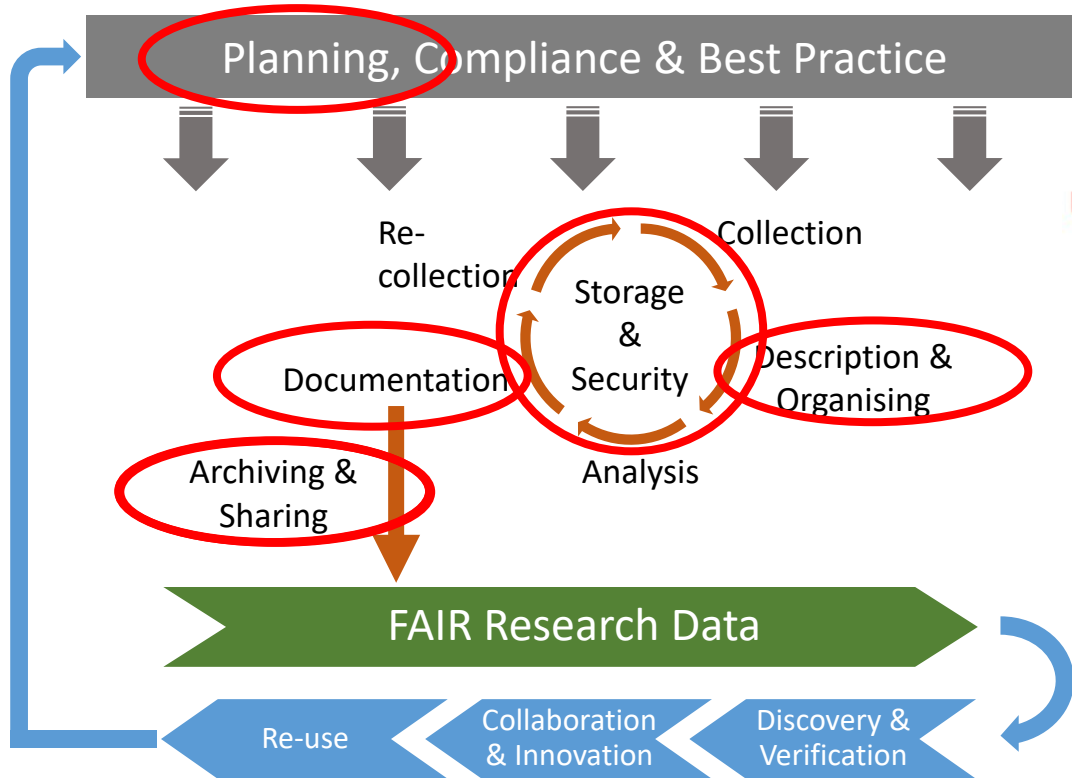 Planning, Compliance & Best Practice
Re-
collection
Collection
Storage
&
Security
Documentation
Description &
Organising
Analysis
Archiving &
Sharing
FAIR Research Data
Re-use
Collaboration
& Innovation
Discovery &
Verification